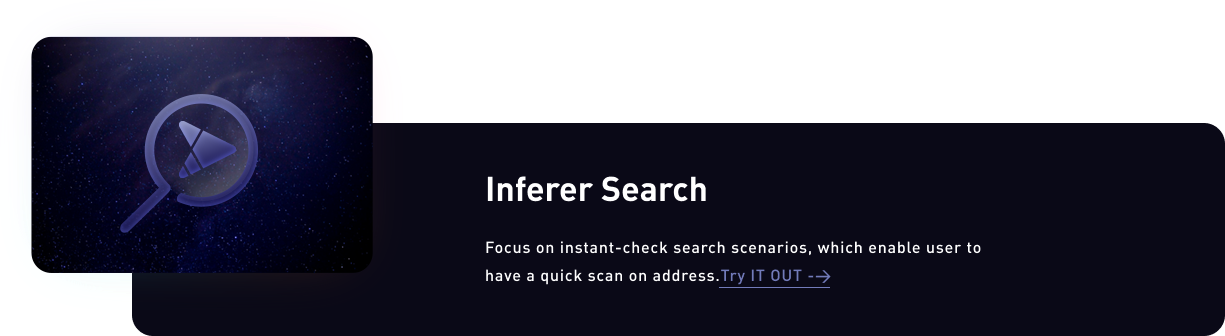 Inferer Search
Focus on instant-check search scenarios, which enable user to
have a quick scan on address.Try IT OUT -->